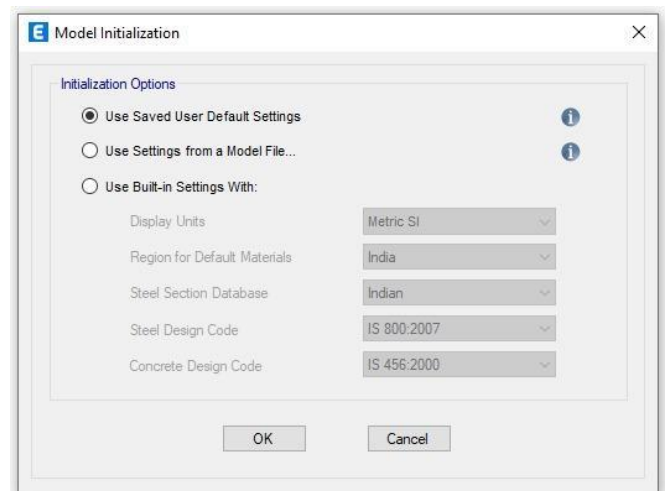 E Model Initialization
Initialization Options
Use Saved User Default Settings
Use Settings from a Model File...
Use Built-in Settings With:
Display Units Metric SI
Region for Default Materials India
Steel Section Database Indian
Steel Design Code IS 800:2007
Concrete Design Code IS 456:2000
OK Cancel